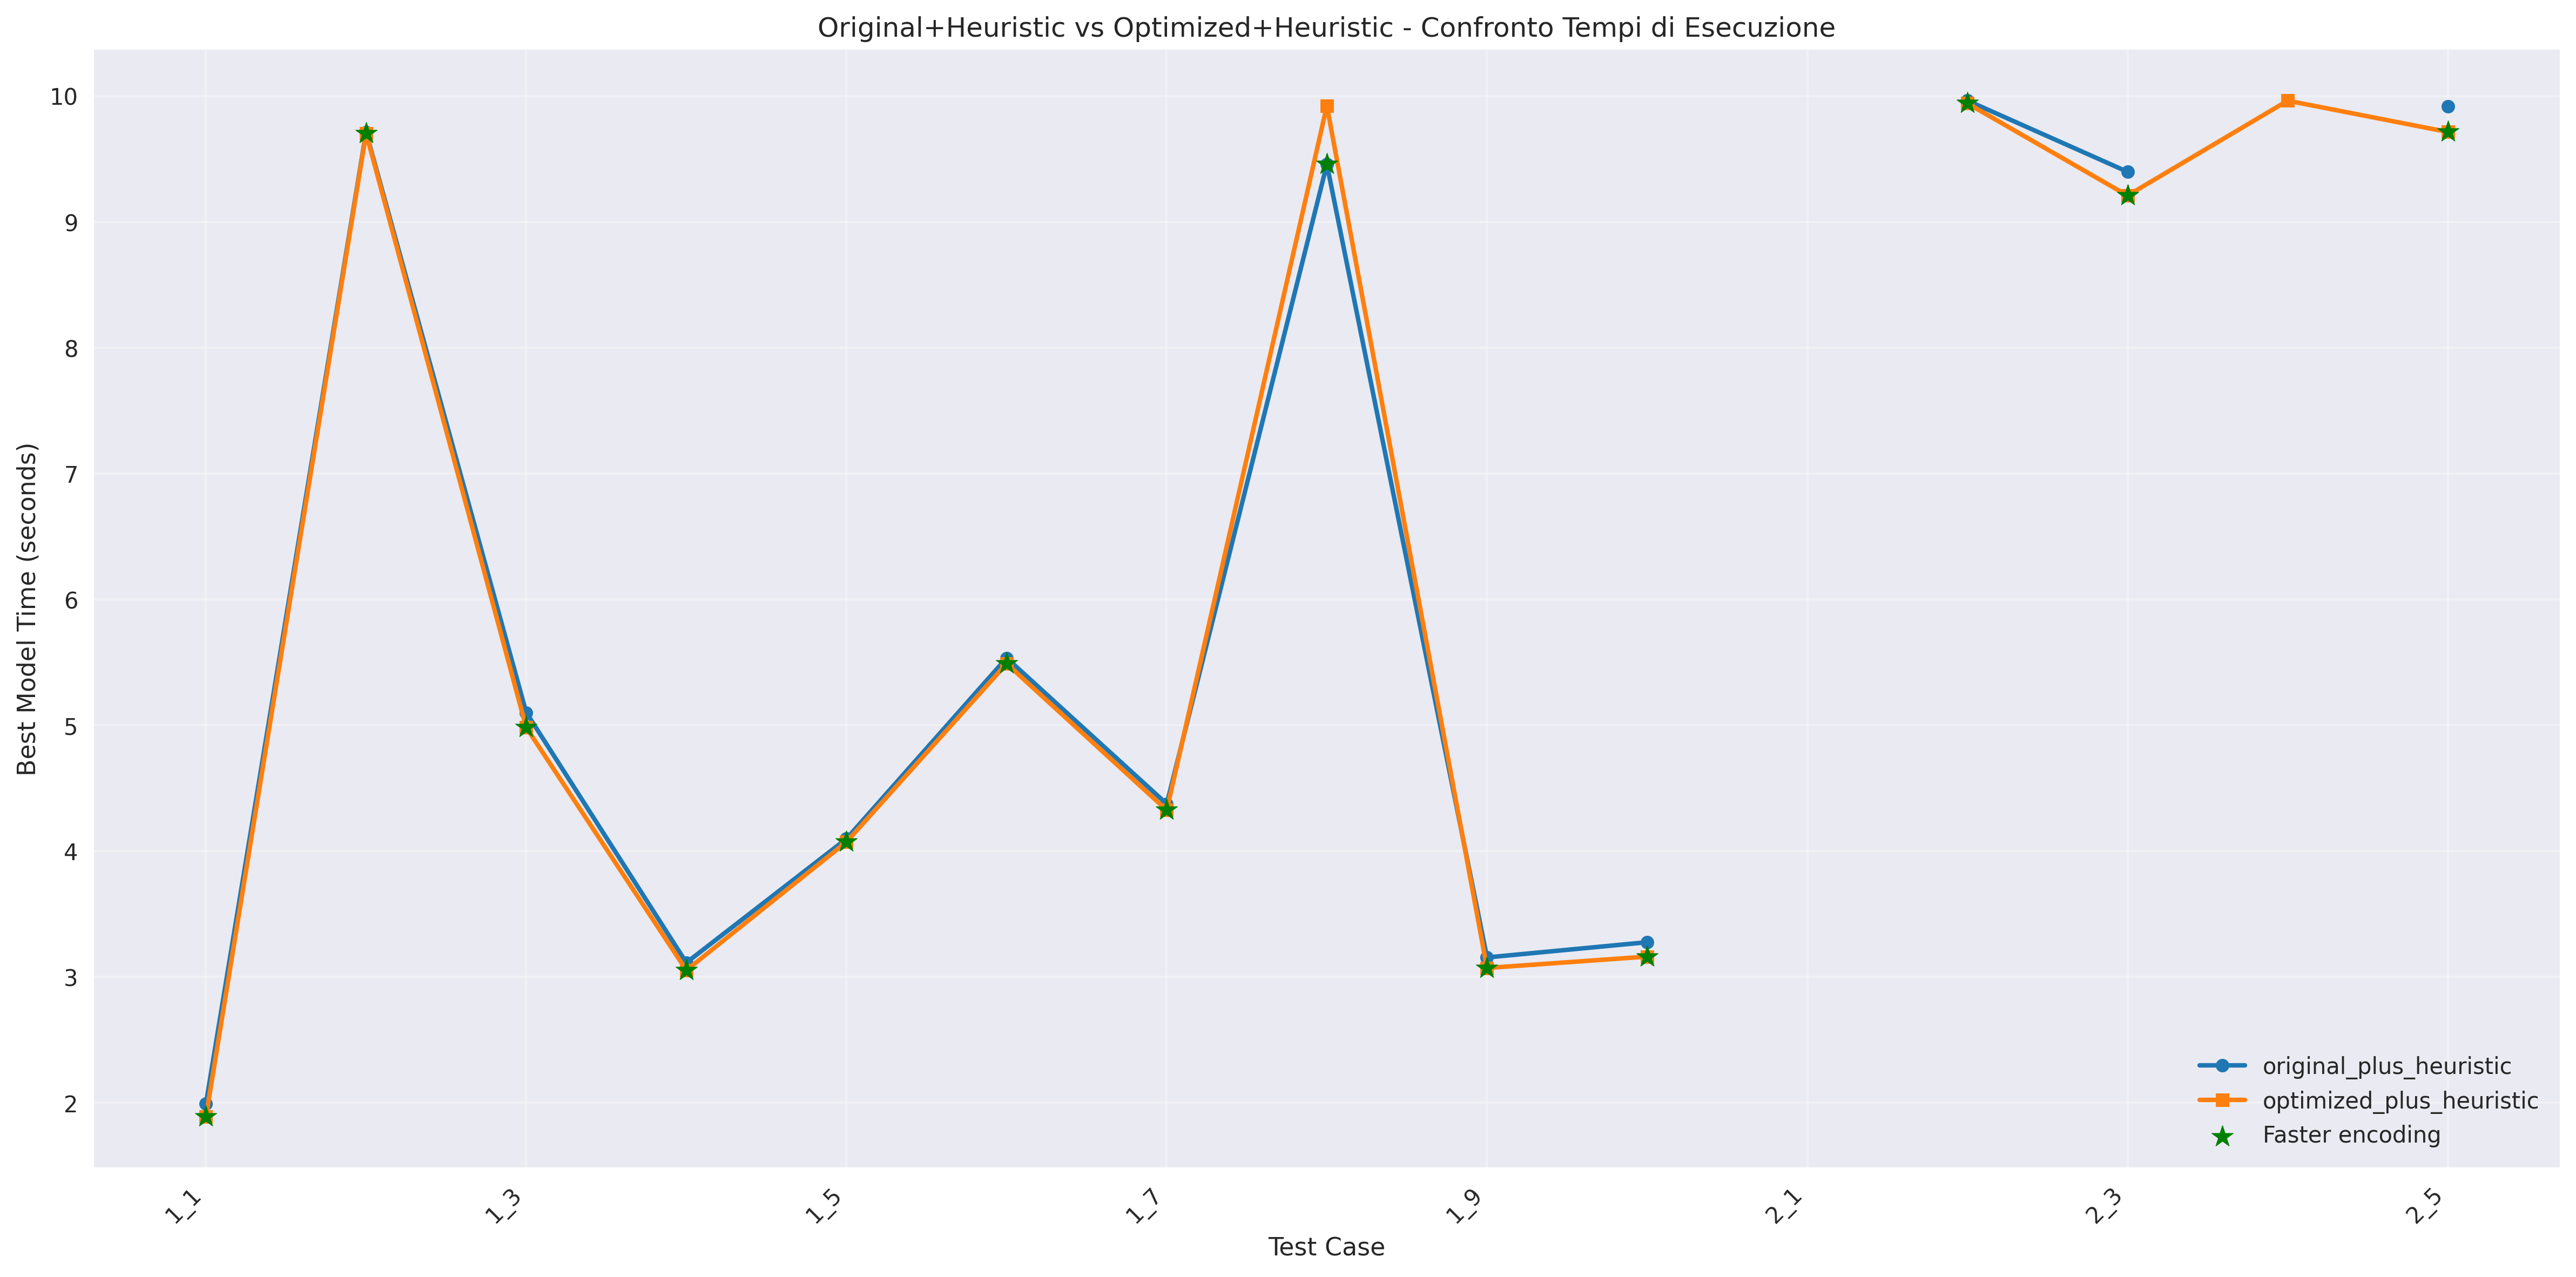 Original+Heuristic vs Optimized+Heuristic - Confronto Tempi di Esecuzione
Best Model Time (seconds)
10
9
8
7
6
5
4
3
2
original_plus_heuristic
optimized_plus_heuristic
Faster encoding
1_1
1_3
1_5
1_7
1_9
2_1
2_3
2_5
Test Case